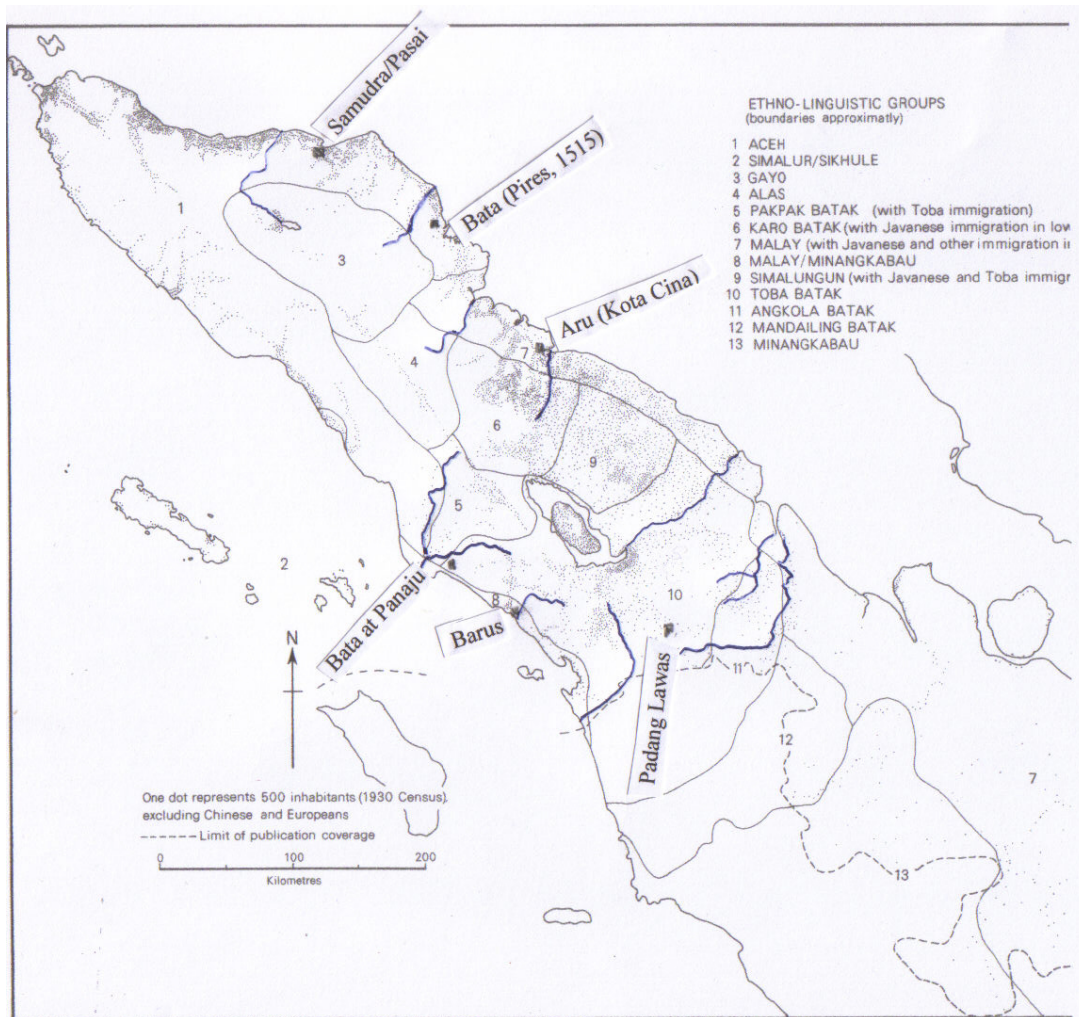 Samudra/Pasai
Bata (Pires, 1515)
Aru (Kota Cina)
ETHNO-LINGUISTIC GROUPS
(boundaries approximatly)
1 ACEH
2 SIMALUR/SIKHULE
3 GAYO
4 ALAS
5 PAKPAK BATAK (with Toba immigration)
6 KARO BATAK (with Javanese immigration in low
7 MALAY (with Javanese and other immigration i
8 MALAY/MINANGKABAU
9 SIMALUNGUN (with Javanese and Toba immigr
10 TOBA BATAK
11 ANGKOLA BATAK
12 MANDAILING BATAK
13 MINANGKABAU
1
3
4
7
6
9
5
2
8
10
11
12
7
13
Bata at Panaju
Barus
Padang Lawas
N
One dot represents 500 inhabitants (1930 Census),
excluding Chinese and Europeans
Limit of publication coverage
0 100 200
Kilometres